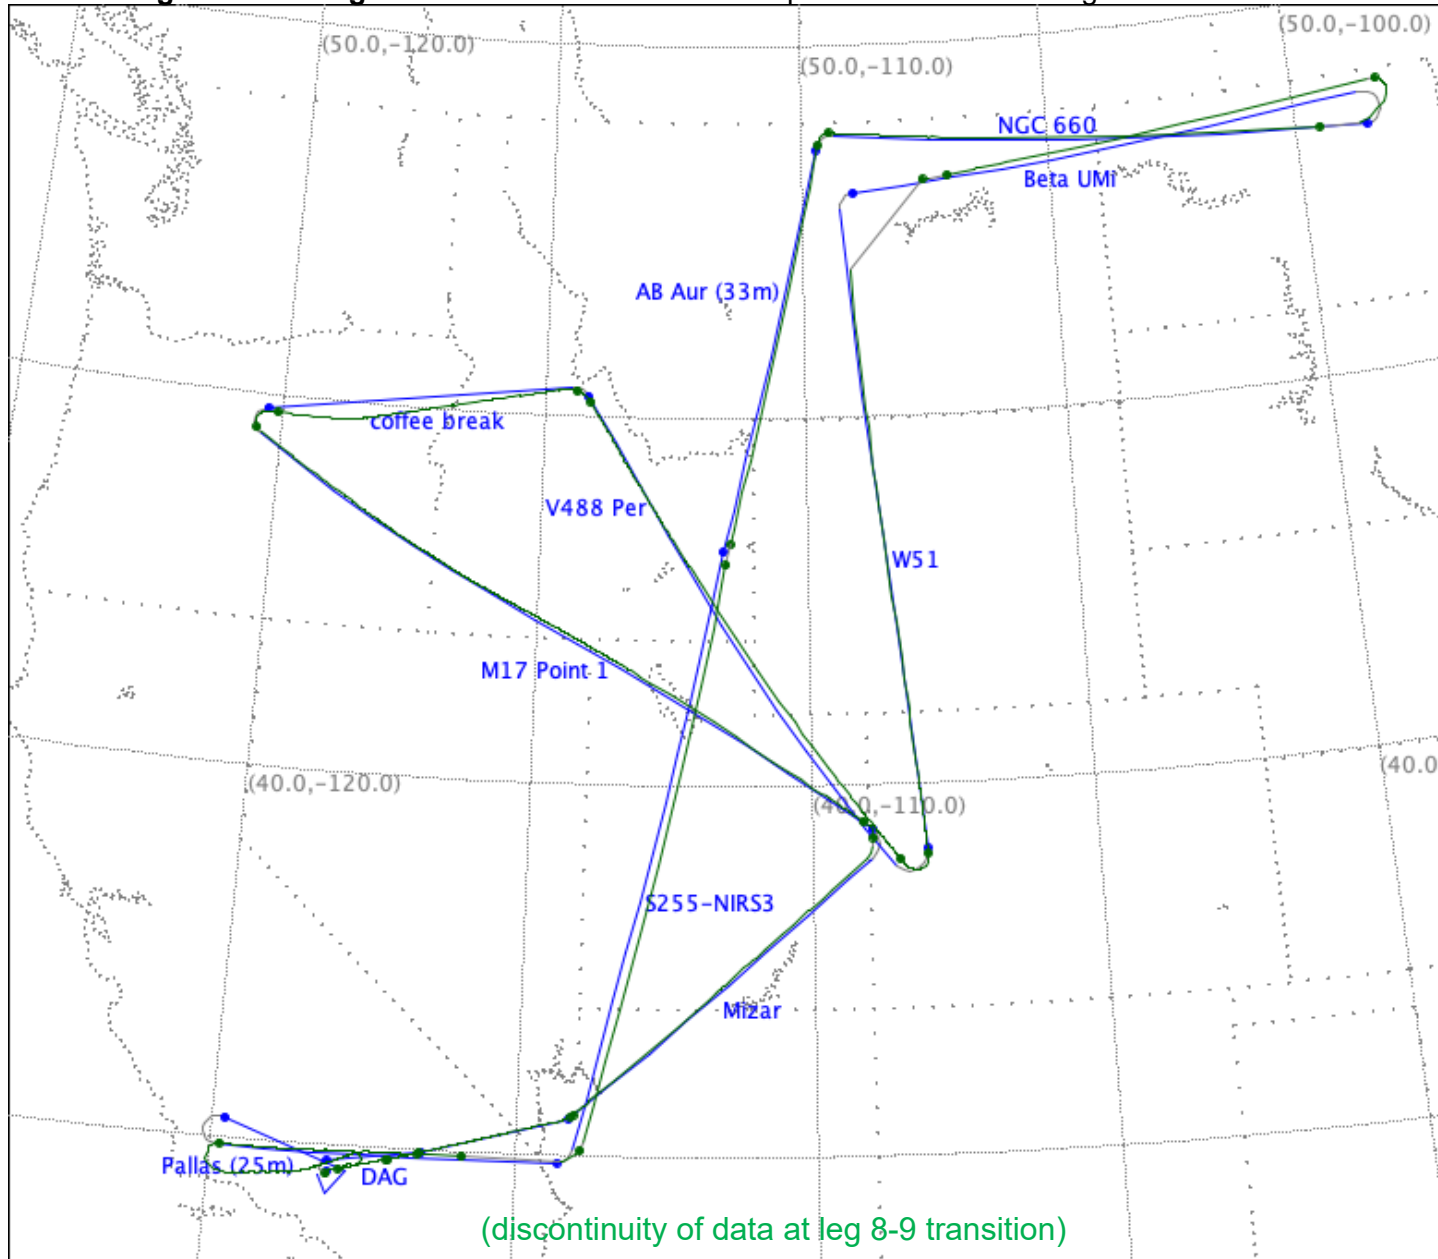 (50.0,−100.0)
(50.0,−120.0)
(50.0,−110.0)
NGC 660
Beta UMi
AB Aur (33m)
coffee break
V488 Per
W51
M17 Point 1
(40.0,−120.0)
(40.0,−110.0)
(40.0
S255−NIRS3
Mizar
Pallas (25m)
DAG
(discontinuity of data at leg 8-9 transition)